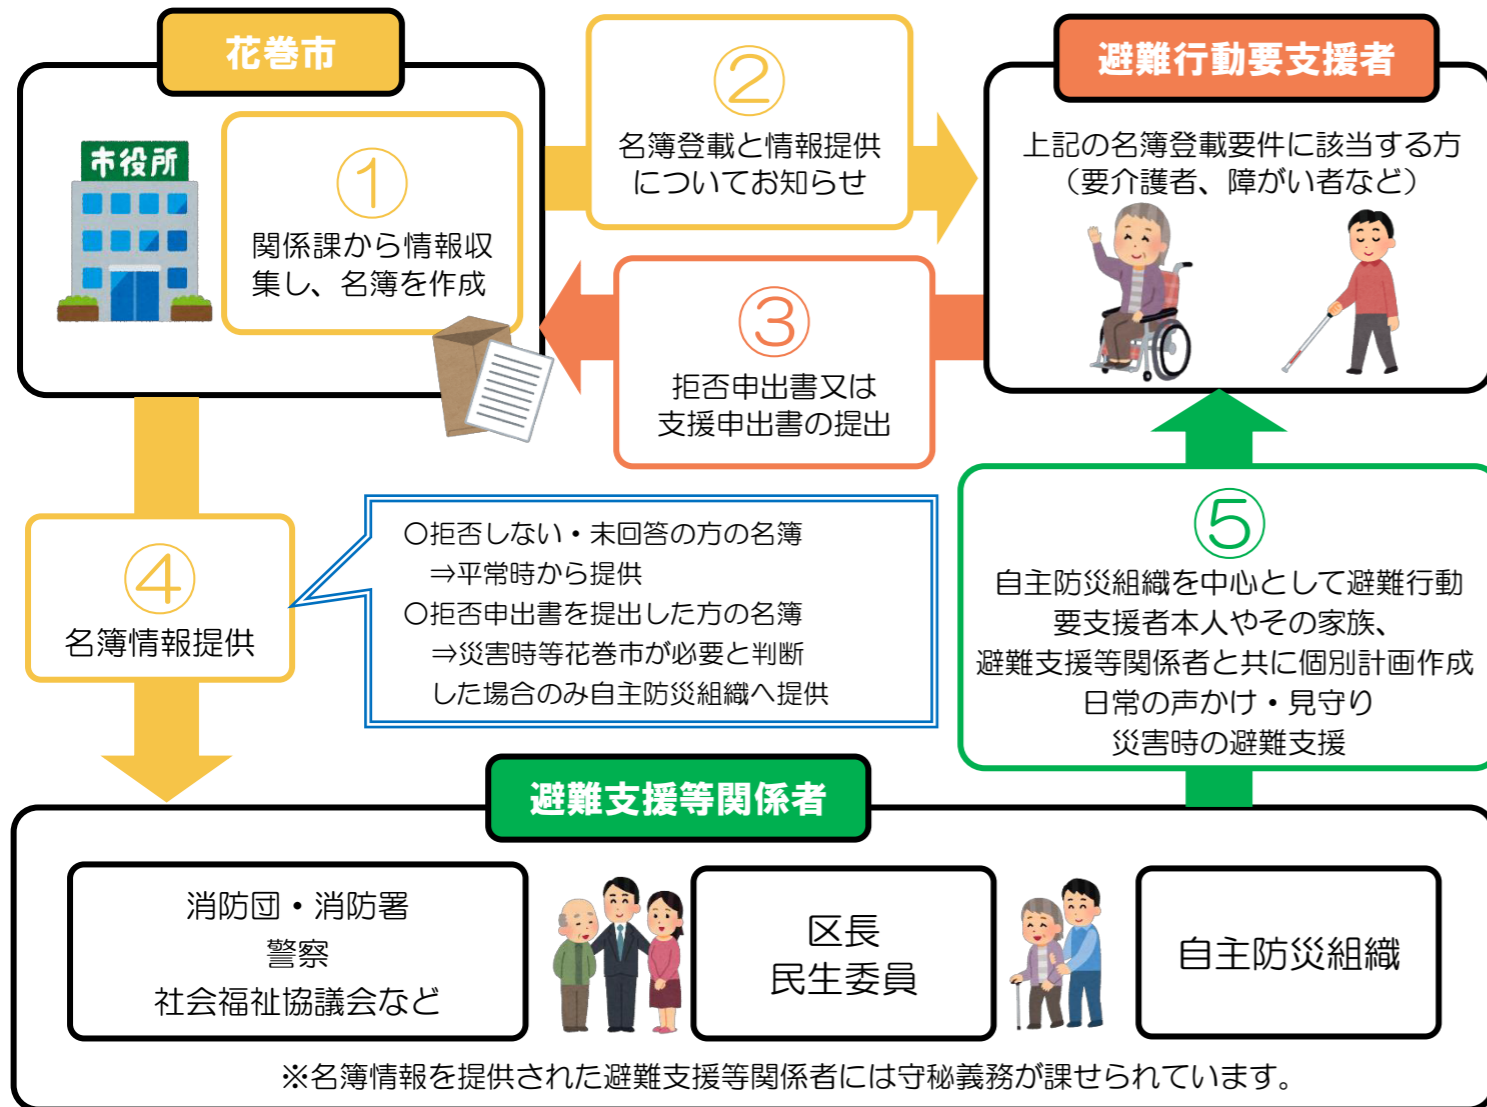 花巻市
市役所
①
関係課から情報収
集し、名簿を作成
②
名簿登載と情報提供
についてお知らせ
避難行動要支援者
上記の名簿登載要件に該当する方
（要介護者、障がい者など）
③
拒否申出書又は
支援申出書の提出
④
名簿情報提供
〇拒否しない・未回答の方の名簿
⇒平常時から提供
〇拒否申出書を提出した方の名簿
⇒災害時等花巻市が必要と判断
した場合のみ自主防災組織へ提供
⑤
自主防災組織を中心として避難行動
要支援者本人やその家族、
避難支援等関係者と共に個別計画作成
日常の声かけ・見守り
災害時の避難支援
避難支援等関係者
消防団・消防署
警察
社会福祉協議会など
区長
民生委員
自主防災組織
※名簿情報を提供された避難支援等関係者には守秘義務が課せられています。